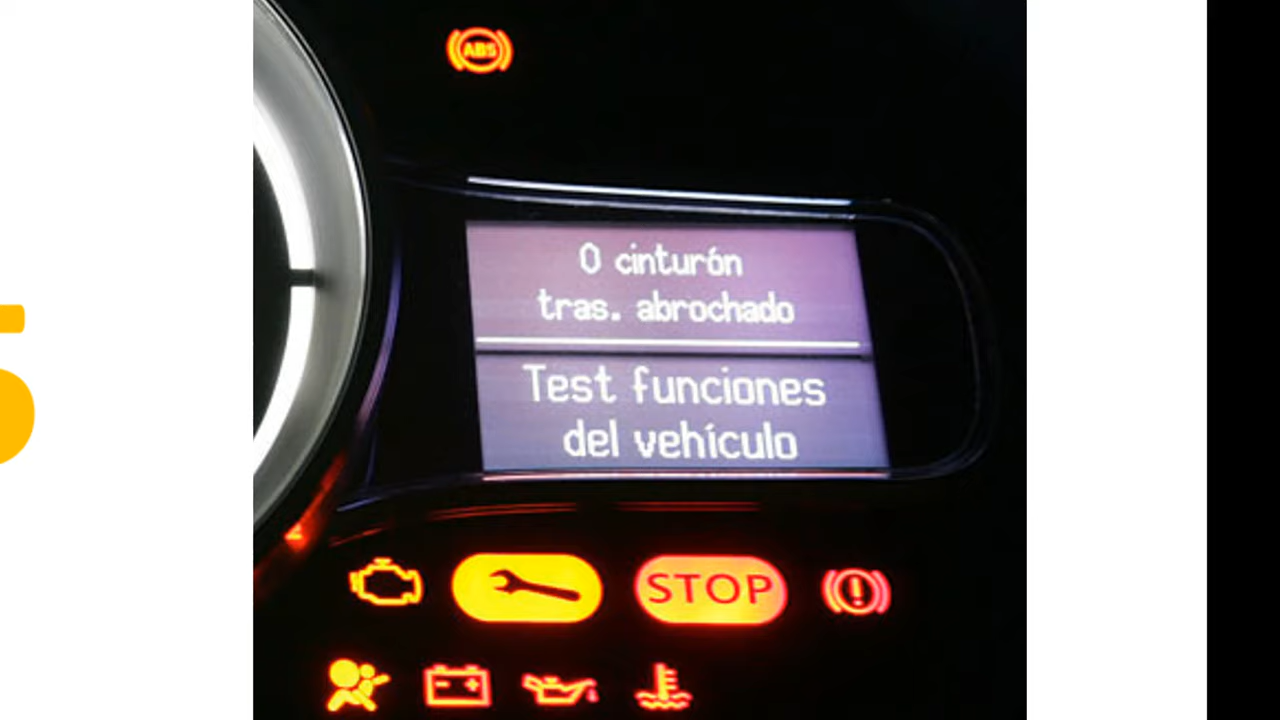 ABS
0 cinturón
tras. abrochado
Test funciones
del vehículo
STOP